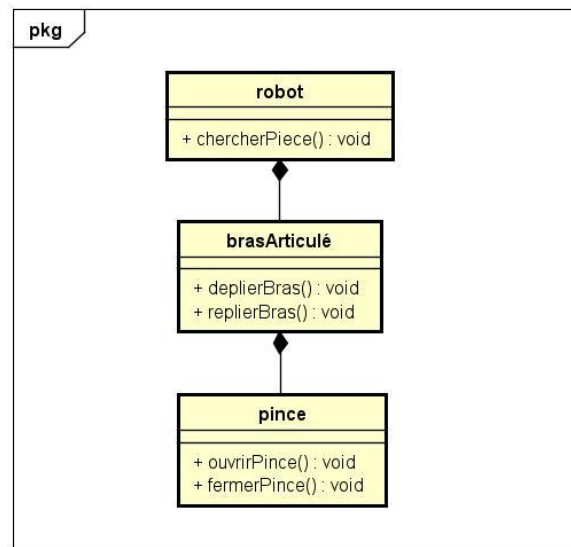 pkg
robot
+ chercherPiece() : void
brasArticulé
+ deplierBras() : void
+ replierBras() : void
pince
+ ouvrirPince() : void
+ fermerPince() : void